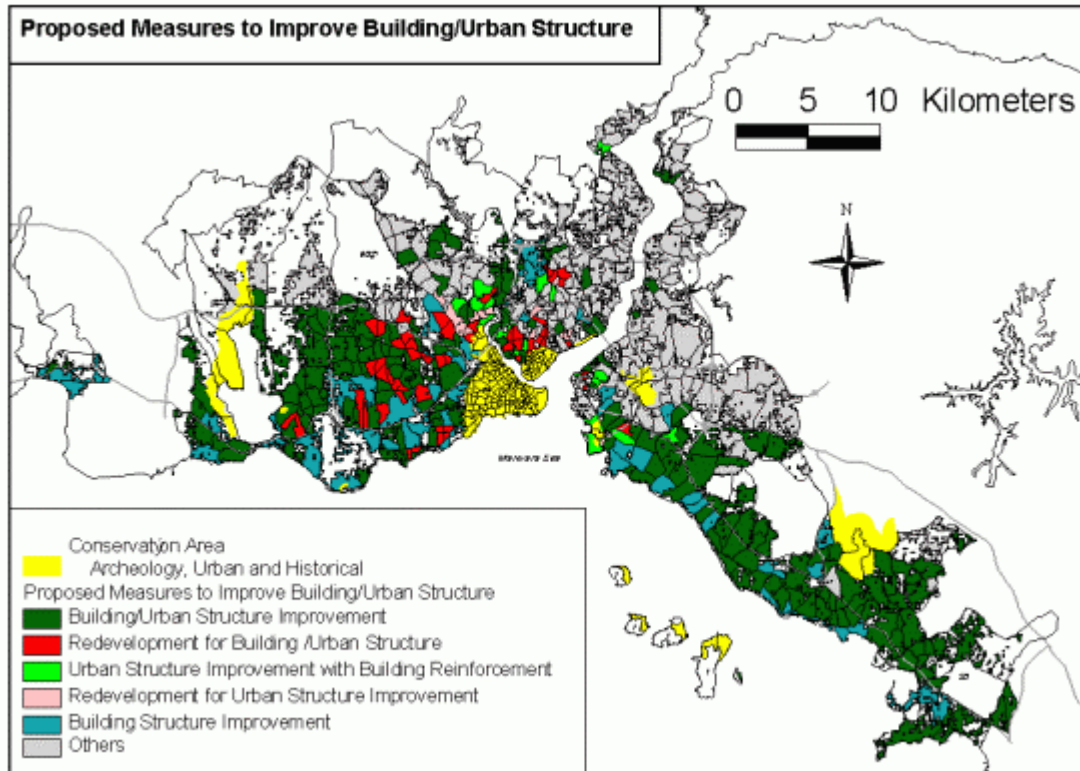 Proposed Measures to Improve Building/Urban Structure
0 5 10 Kilometers
N
Conservation Area
Archeology, Urban and Historical
Proposed Measures to Improve Building/Urban Structure
Building/Urban Structure Improvement
Redevelopment for Building /Urban Structure
Urban Structure Improvement with Building Reinforcement
Redevelopment for Urban Structure Improvement
Building Structure Improvement
Others